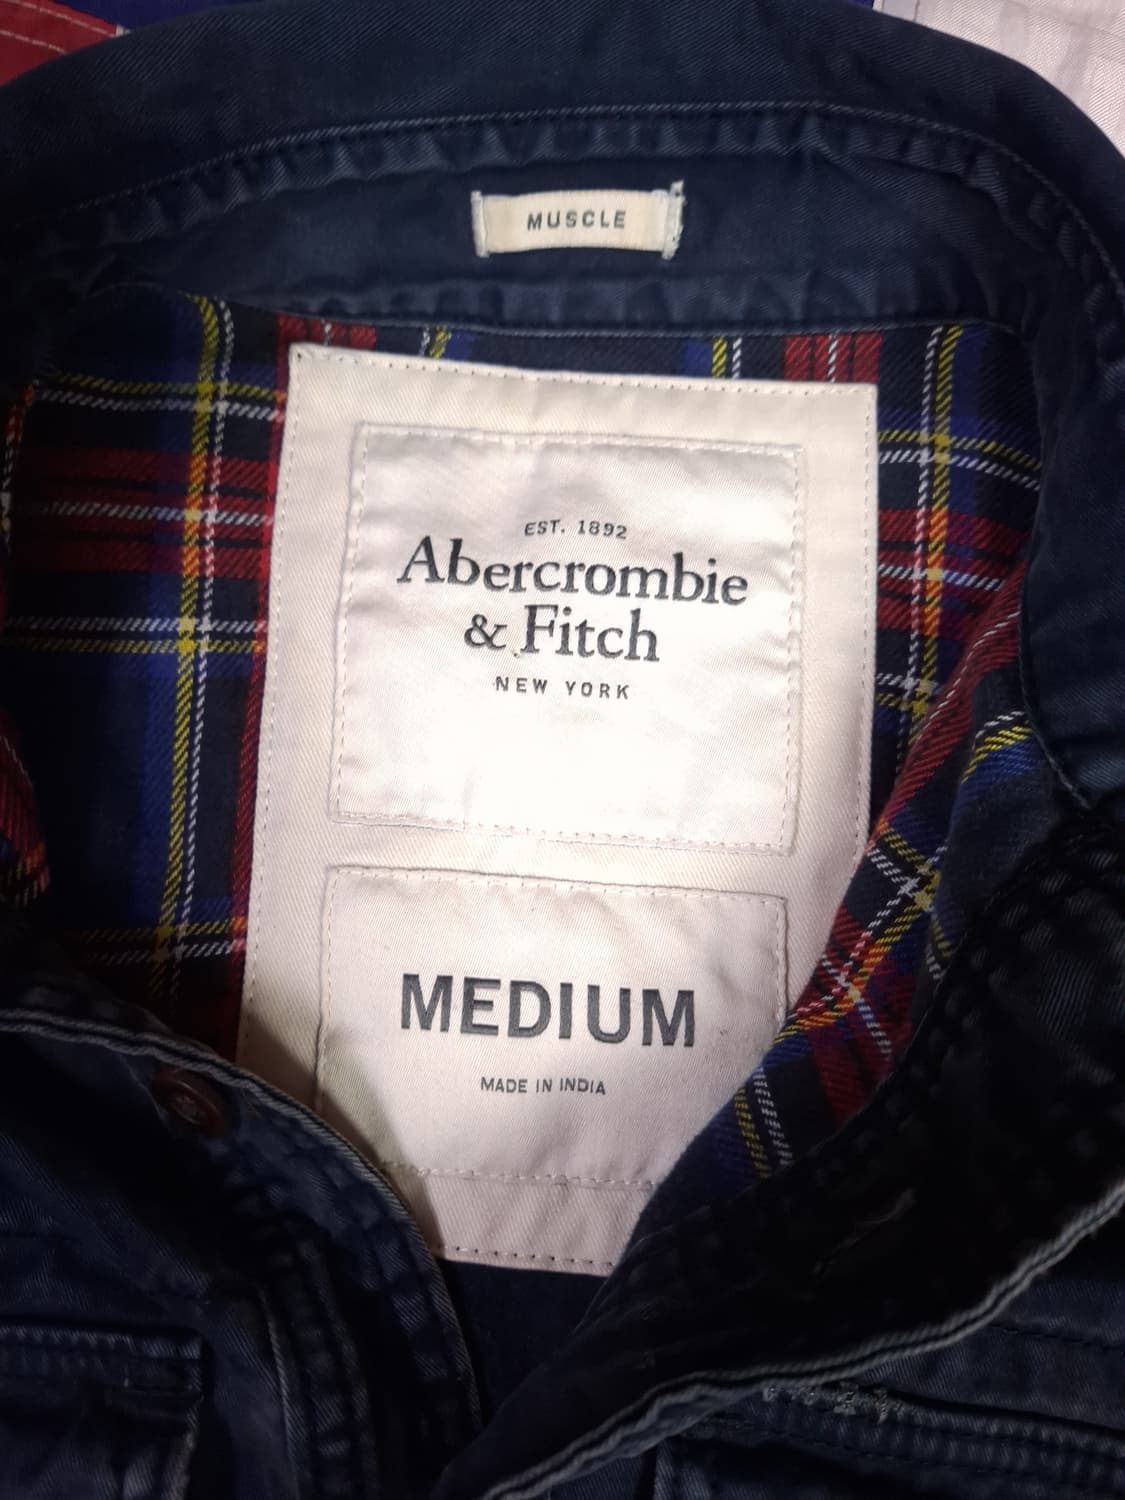 MUSCLE
EST. 1892
Abercrombie
& Fitch
NEW YORK
MEDIUM
MADE IN INDIA